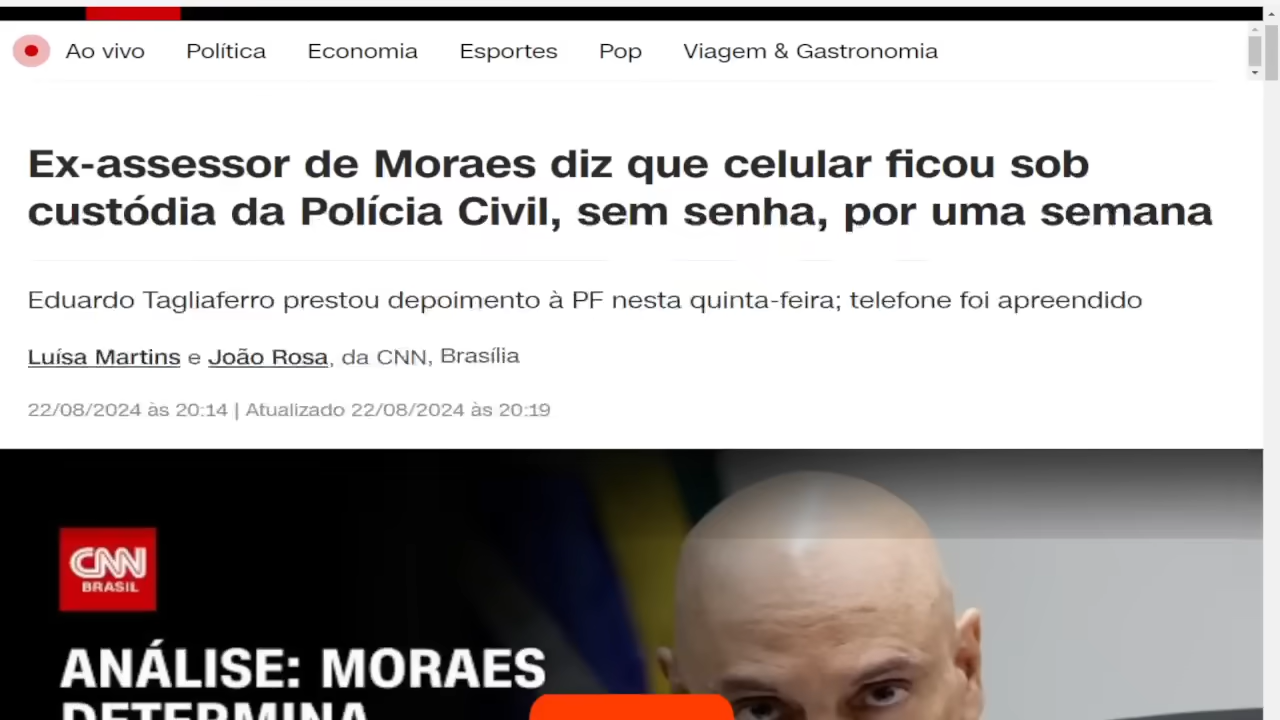 Ao vivo Política Economia Esportes Pop Viagem & Gastronomia
Ex-assessor de Moraes diz que celular ficou sob
custódia da Polícia Civil, sem senha, por uma semana
Eduardo Tagliaferro prestou depoimento à PF nesta quinta-feira; telefone foi apreendido
Luísa Martins e João Rosa, da CNN, Brasília
22/08/2024 às 20:14 | Atualizado 22/08/2024 às 20:19
CNN
BRASIL
ANÁLISE: MORAES
DETERMINA